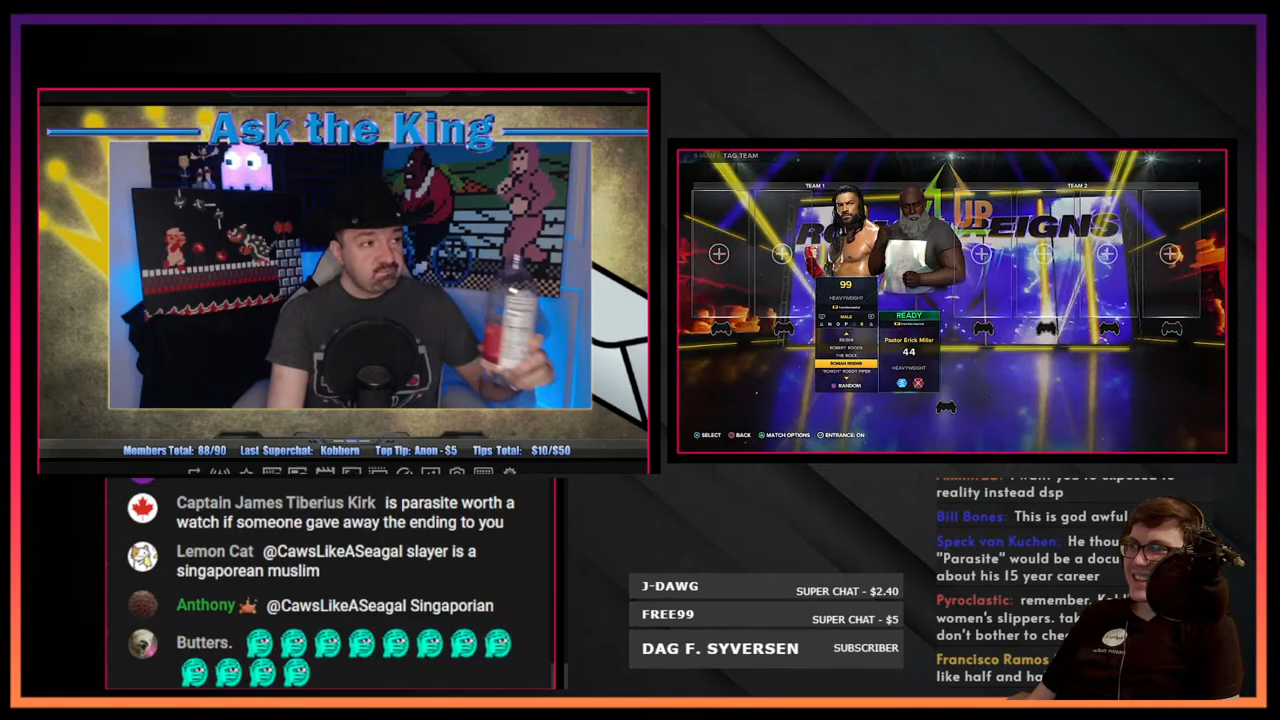 Ask the King
Members Total: 88/90 Last Superchat: Kobborn Top Tip: Anon - $5 Tips Total: $10/$50
TAG TEAM
TEAM 1
TEAM 2
99
HEAVYWEIGHT
MALE
RIKISHI
ROBERT ROODE
THE ROCK
ROMAN REIGNS
"ROWDY" RODDY PIPER
RANDOM
READY
Pastor Erick Miller
44
HEAVYWEIGHT
SELECT BACK MATCH OPTIONS ENTRANCE: ON
Captain James Tiberius Kirk is parasite worth a
watch if someone gave away the ending to you
Lemon Cat @CawsLikeASeagal slayer is a
singaporean muslim
Anthony @CawsLikeASeagal Singaporian
Butters.
J-DAWG SUPER CHAT - $2.40
FREE99 SUPER CHAT - $5
DAG F. SYVERSEN SUBSCRIBER
reality instead dsp
Bill Bones: This is god awful
Speck van Kuchen: He thou
"Parasite" would be a docu
about his 15 year career
Pyroclastic: remember,
women's slippers. tak
don't bother to che
Francisco Ramos
like half and ha